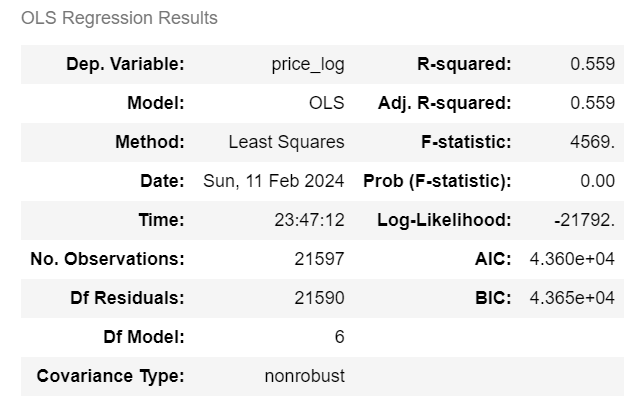 OLS Regression Results
Dep. Variable: price_log R-squared: 0.559
Model: OLS Adj. R-squared: 0.559
Method: Least Squares F-statistic: 4569.
Date: Sun, 11 Feb 2024 Prob (F-statistic): 0.00
Time: 23:47:12 Log-Likelihood: -21792.
No. Observations: 21597 AIC: 4.360e+04
Df Residuals: 21590 BIC: 4.365e+04
Df Model: 6
Covariance Type: nonrobust